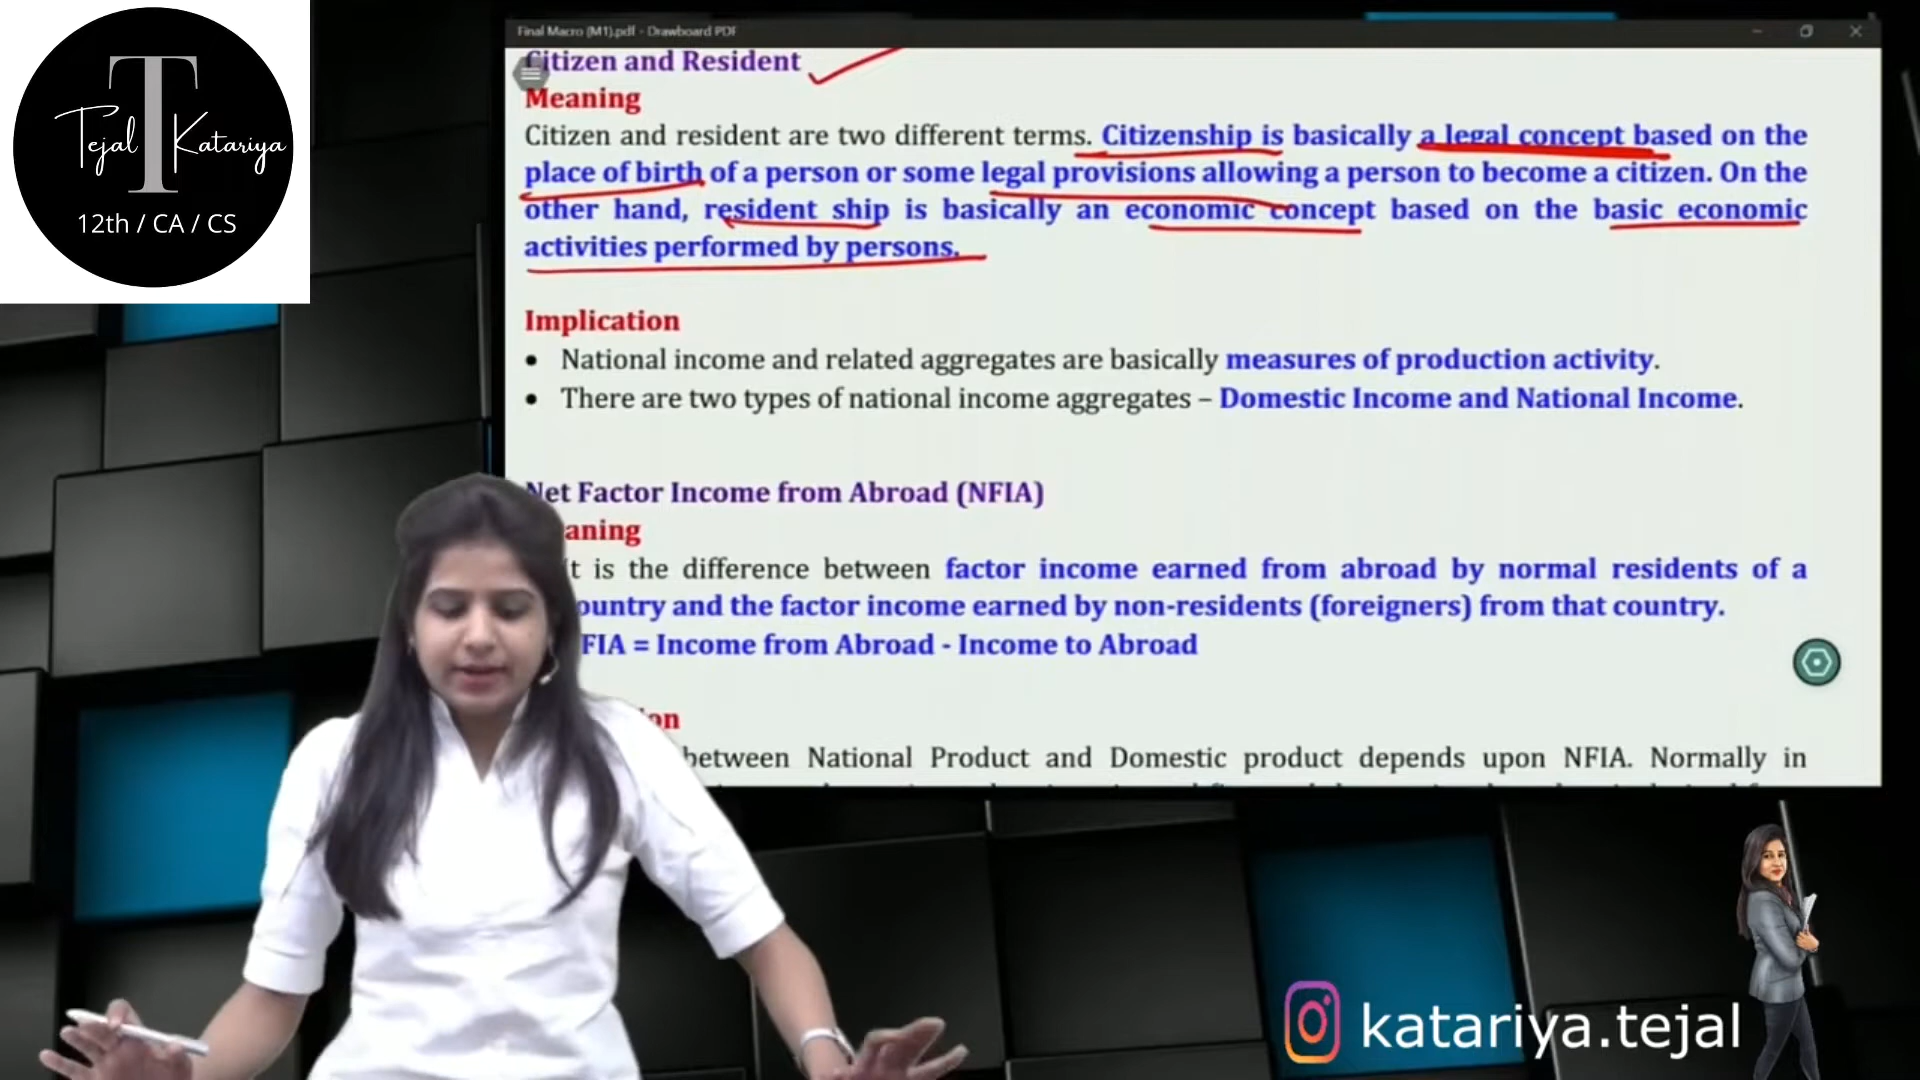 Tejal Katariya
T
12th / CA / CS
Final Macro (M1).pdf - Drawboard PDF
Citizen and Resident
Meaning
Citizen and resident are two different terms. Citizenship is basically a legal concept based on the
place of birth of a person or some legal provisions allowing a person to become a citizen. On the
other hand, resident ship is basically an economic concept based on the basic economic
activities performed by persons.
Implication
• National income and related aggregates are basically measures of production activity.
• There are two types of national income aggregates – Domestic Income and National Income.
Net Factor Income from Abroad (NFIA)
aning
t is the difference between factor income earned from abroad by normal residents of a
ountry and the factor income earned by non-residents (foreigners) from that country.
FIA = Income from Abroad - Income to Abroad
on
between National Product and Domestic product depends upon NFIA. Normally in
katariya.tejal